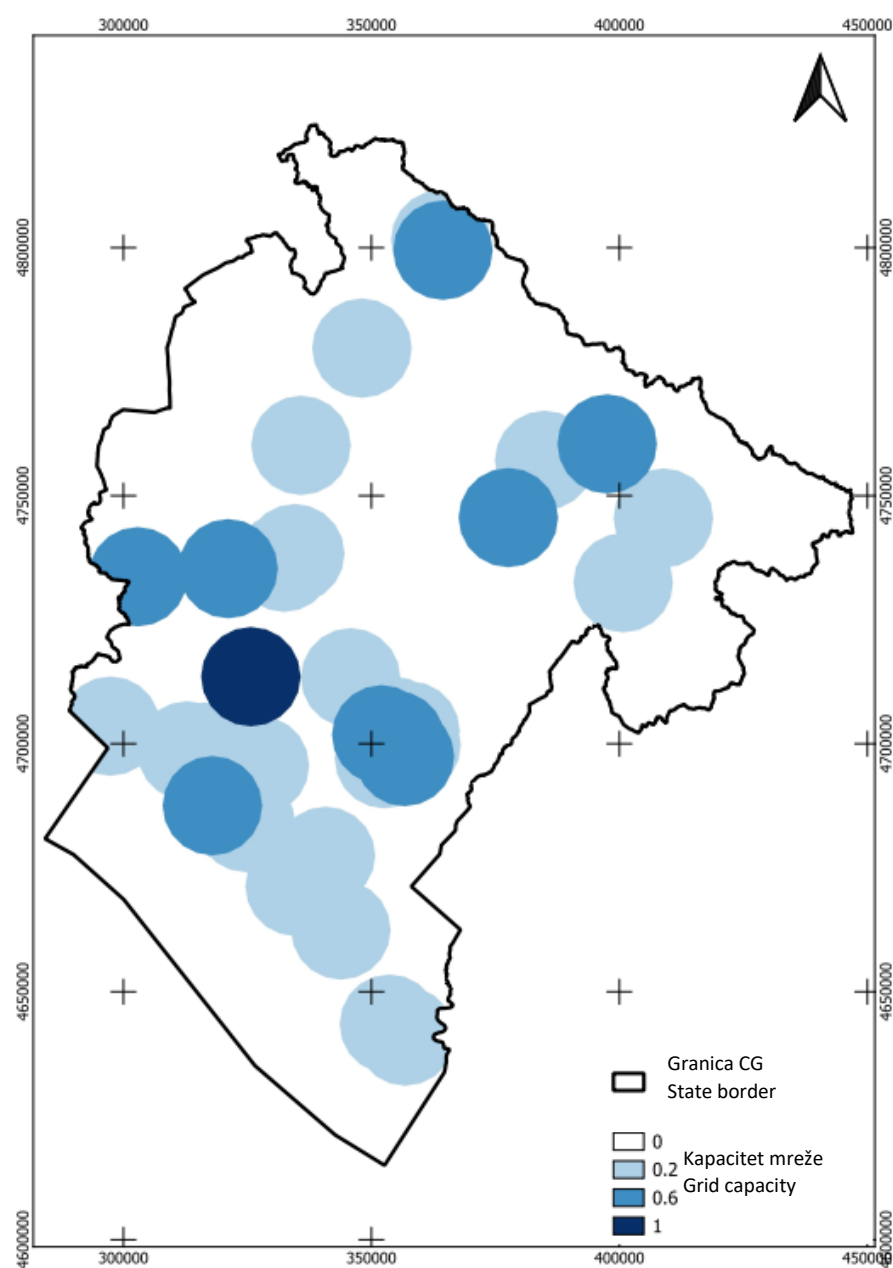 300000 350000 400000 450000
4800000 4800000
4750000 4750000
4700000 4700000
4650000 4650000
4600000
Granica CG
State border
0
0.2
0.6
1
Kapacitet mreže
Grid capacity
300000 350000 400000 450000